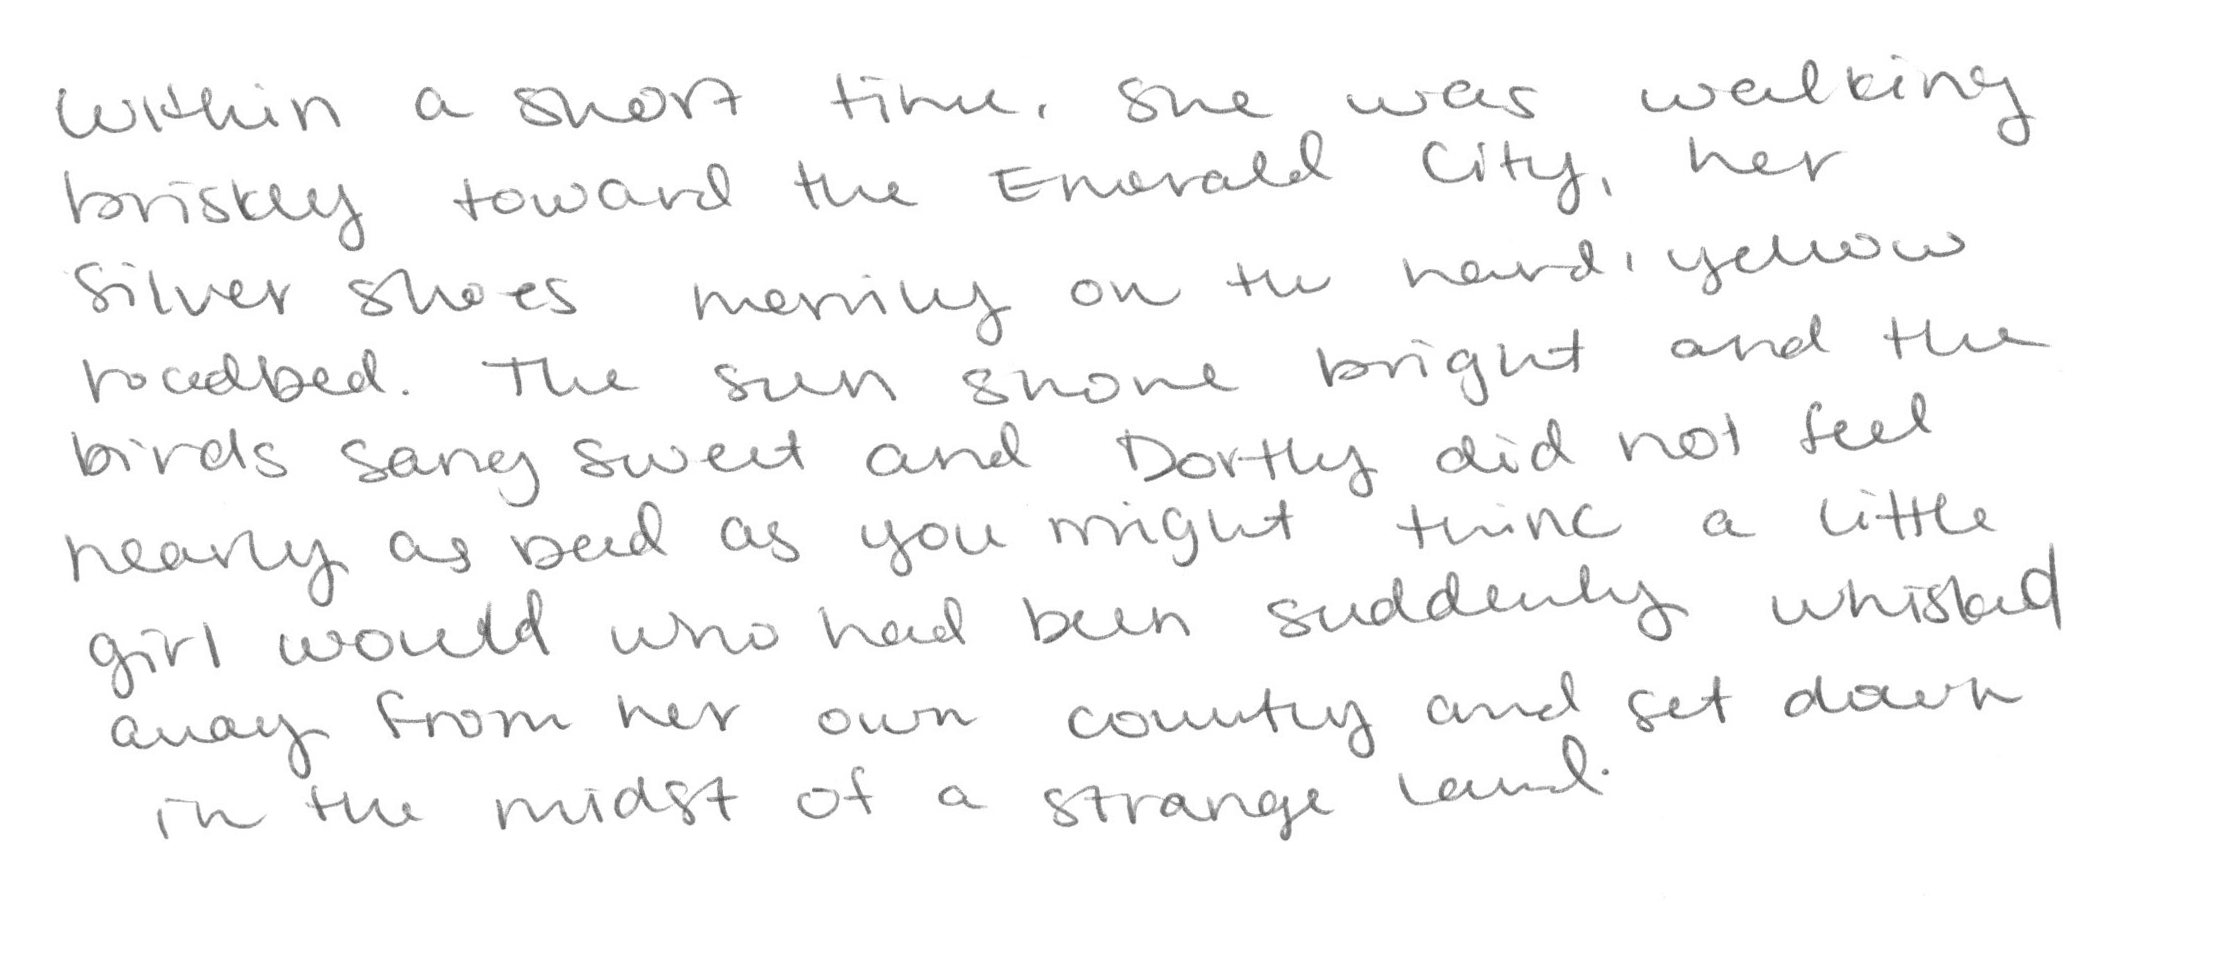 Within a short time, she was walking
briskly toward the Emerald City, her
Silver shoes merrily on the hard, yellow
roadbed. The sun shone bright and the
birds sang sweet and Dorthy did not feel
nearly as bad as you might think a little
girl would who had been suddenly whisked
away from her own country and set down
in the midst of a strange land.